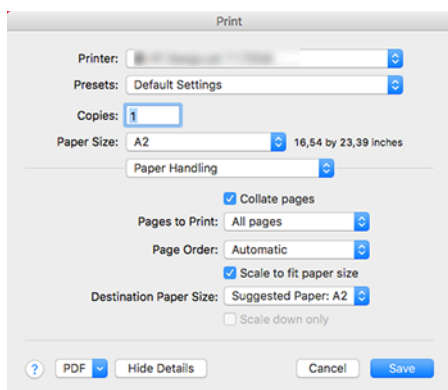 Print
Printer:
Presets: Default Settings
Copies: 1
Paper Size: A2 16,54 by 23,39 inches
Paper Handling
Collate pages
Pages to Print: All pages
Page Order: Automatic
Scale to fit paper size
Destination Paper Size: Suggested Paper: A2
Scale down only
? PDF Hide Details Cancel Save